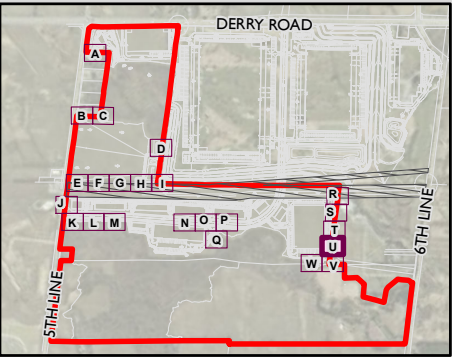 DERRY ROAD
A
B C
D
E F G H I
R
J
S
K L M
N O P
T
Q
U
W V
5TH LINE
6TH LINE